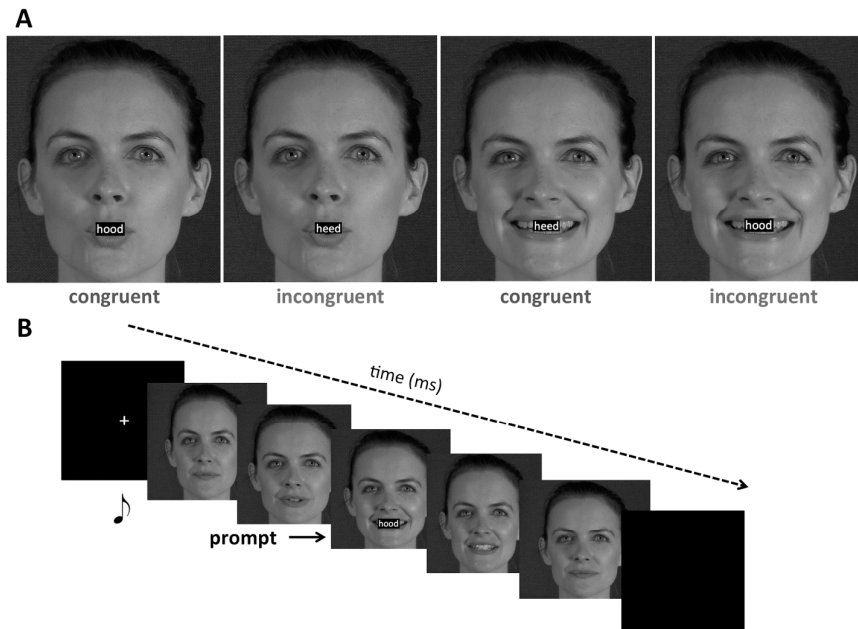 A
hood
heed
heed
hood
congruent
incongruent
congruent
incongruent
B
time (ms)
prompt
hood